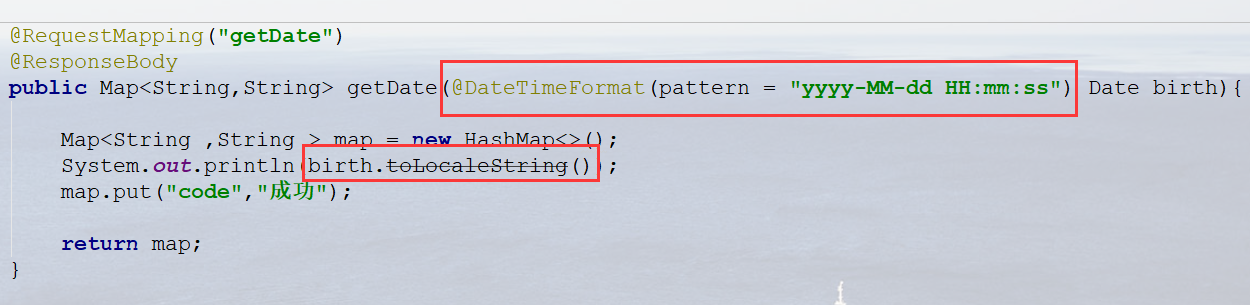 @RequestMapping("getDate")
@ResponseBody
public Map<String,String> getDate(@DateTimeFormat(pattern = "yyyy-MM-dd HH:mm:ss") Date birth){
Map<String ,String > map = new HashMap<>();
System.out.println(birth.toLocaleString());
map.put("code","成功");
return map;
}